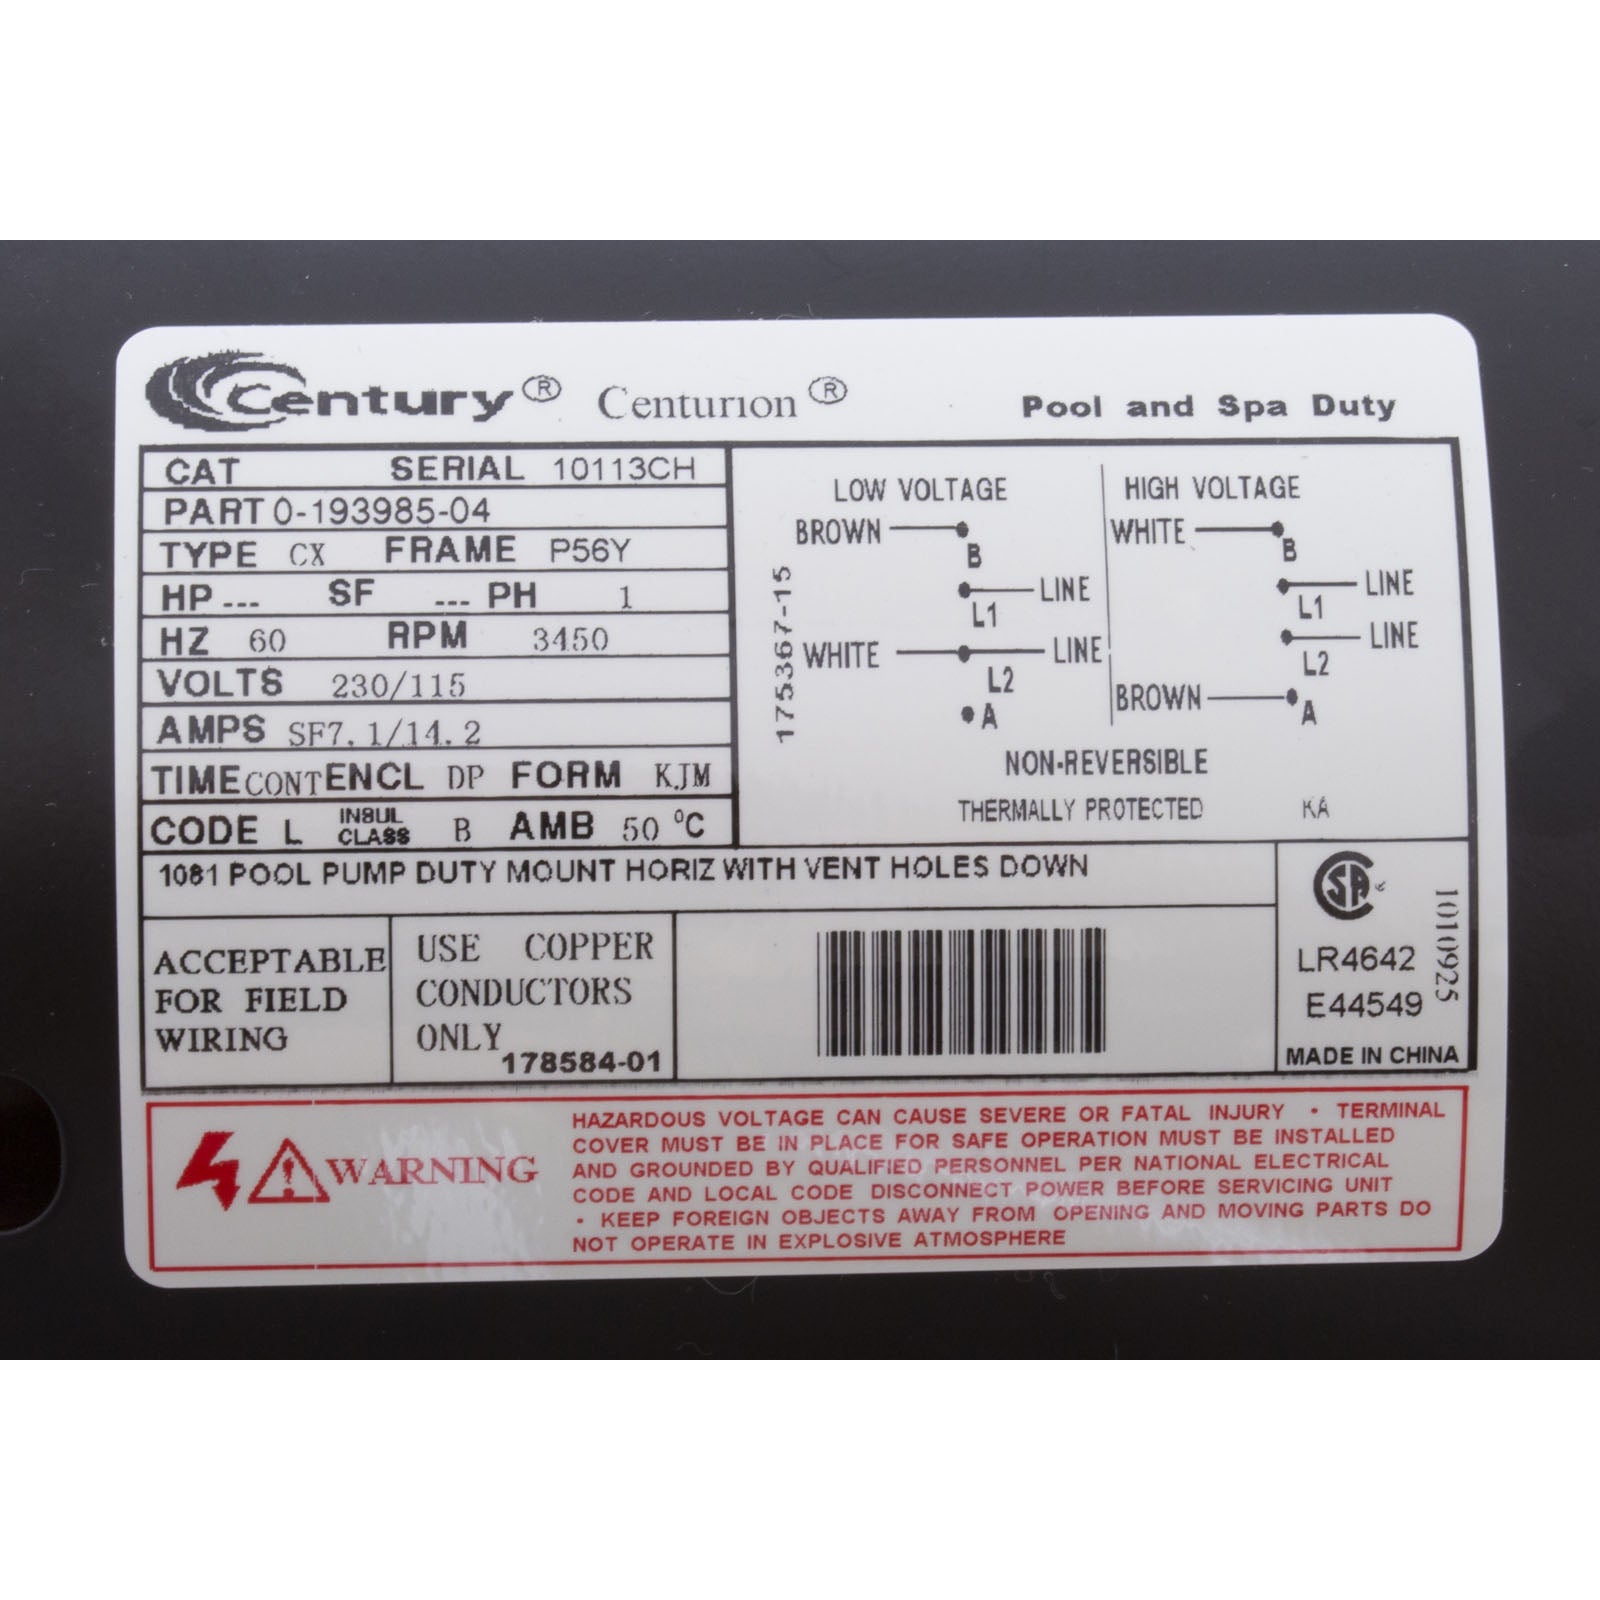 Century® Centurion® Pool and Spa Duty
CAT SERIAL 10113CH
PART 0-193985-04
TYPE CX FRAME P56Y
HP --- SF --- PH 1
HZ 60 RPM 3450
VOLTS 230/115
AMPS SF7.1/14.2
TIME CONT ENCL DP FORM KJM
CODE L INSUL CLASS B AMB 50 °C
175367-15
LOW VOLTAGE
BROWN
B
L1 LINE
WHITE LINE
L2
A
HIGH VOLTAGE
WHITE
B
LINE
L1
LINE
L2
BROWN
A
NON-REVERSIBLE
THERMALLY PROTECTED KA
1081 POOL PUMP DUTY MOUNT HORIZ WITH VENT HOLES DOWN
ACCEPTABLE
FOR FIELD
WIRING
USE COPPER
CONDUCTORS
ONLY
178584-01
SA
LR4642
E44549
1010925
MADE IN CHINA
WARNING
HAZARDOUS VOLTAGE CAN CAUSE SEVERE OR FATAL INJURY • TERMINAL
COVER MUST BE IN PLACE FOR SAFE OPERATION MUST BE INSTALLED
AND GROUNDED BY QUALIFIED PERSONNEL PER NATIONAL ELECTRICAL
CODE AND LOCAL CODE DISCONNECT POWER BEFORE SERVICING UNIT
• KEEP FOREIGN OBJECTS AWAY FROM OPENING AND MOVING PARTS DO
NOT OPERATE IN EXPLOSIVE ATMOSPHERE